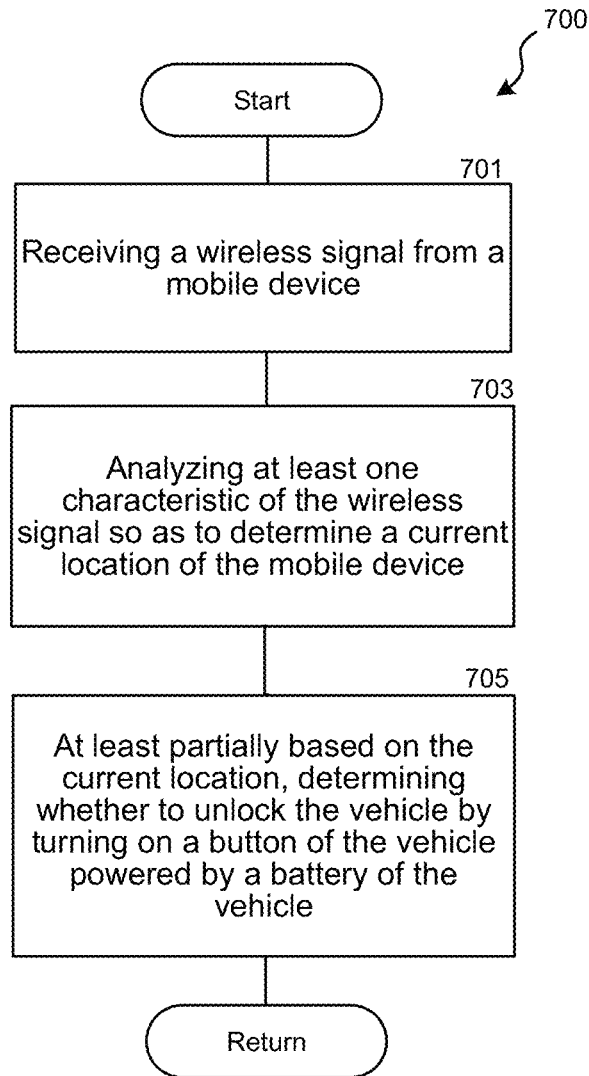 700
Start
701
Receiving a wireless signal from a
mobile device
703
Analyzing at least one
characteristic of the wireless
signal so as to determine a current
location of the mobile device
705
At least partially based on the
current location, determining
whether to unlock the vehicle by
turning on a button of the vehicle
powered by a battery of the
vehicle
Return